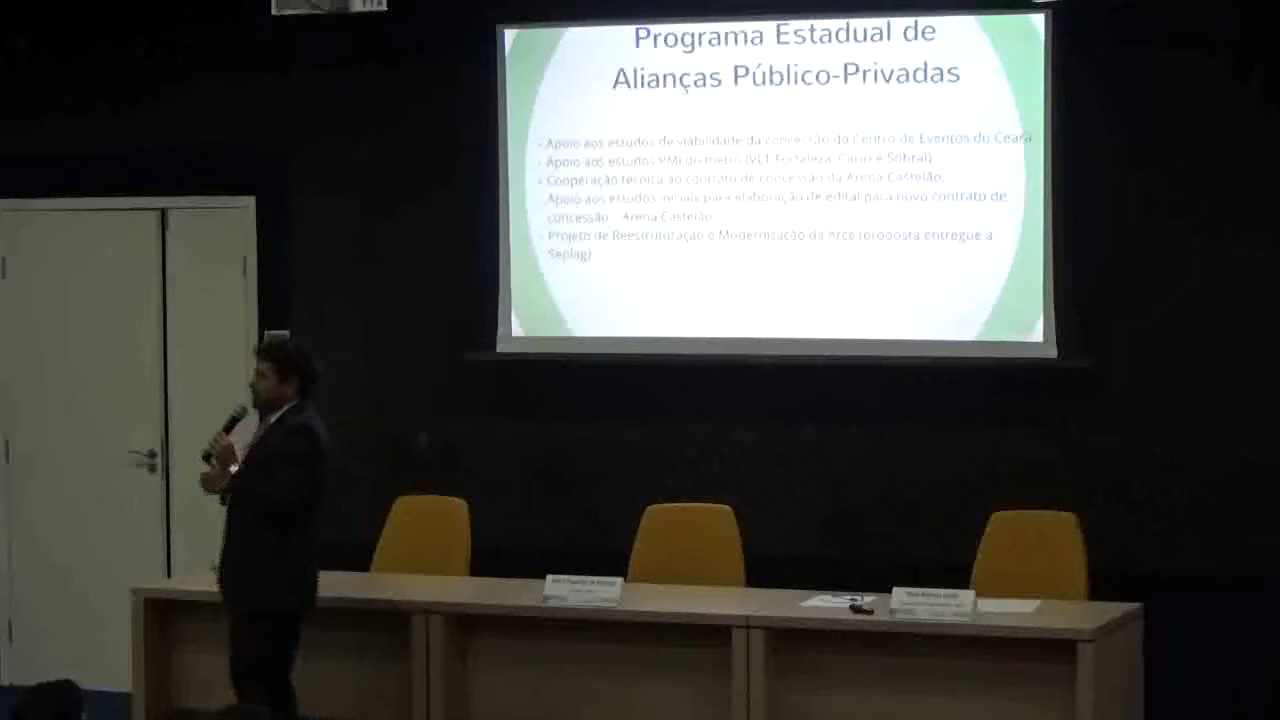 Programa Estadual de
Alianças Público-Privadas
Apoio aos estudos de viabilidade da concessão do Centro de Eventos do Ceará
Apoio aos estudos PMI do metrô (VLT Fortaleza, Cariri e Sobral)
Cooperação técnica ao contrato de concessão da Arena Castelão,
Apoio aos estudos iniciais para elaboração de edital para novo contrato de
concessão - Arena Castelão
Projeto de Reestruturação e Modernização da Arce (proposta entregue a
Seplag)